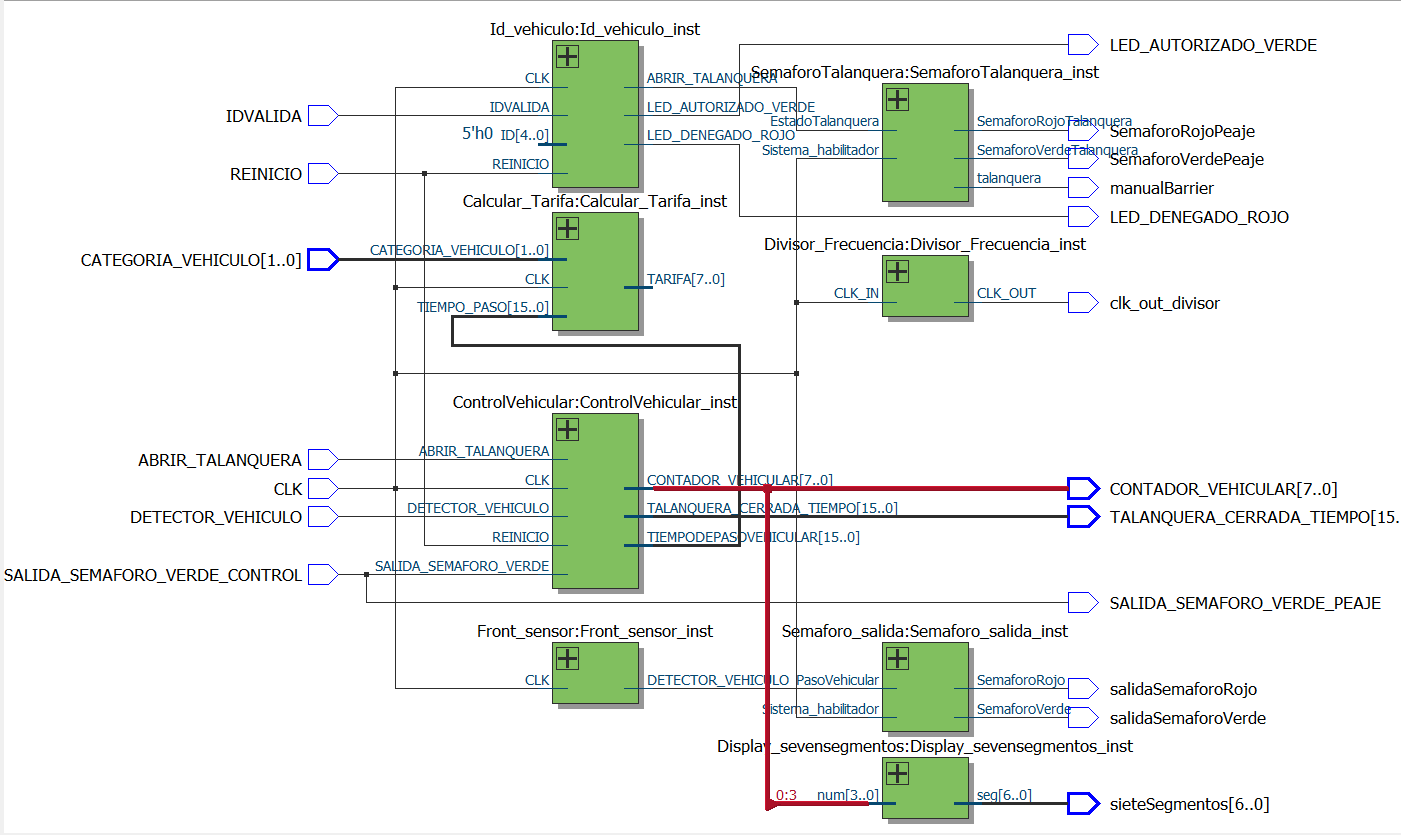 Id_vehiculo:Id_vehiculo_inst
LED_AUTORIZADO_VERDE
CLK
ABRIR_TALANQUERA
SemaforoTalanquera:SemaforoTalanquera_inst
IDVALIDA
IDVALIDA
LED_AUTORIZADO_VERDE
EstadoTalanquera
SemaforoRojoTalanquera
SemaforoRojoPeaje
5'h0
ID[4..0]
LED_DENEGADO_ROJO
Sistema_habilitador
SemaforoVerdeTalanquera
SemaforoVerdePeaje
REINICIO
REINICIO
talanquera
manualBarrier
Calcular_Tarifa:Calcular_Tarifa_inst
LED_DENEGADO_ROJO
Divisor_Frecuencia:Divisor_Frecuencia_inst
CATEGORIA_VEHICULO[1..0]
CATEGORIA_VEHICULO[1..0]
CLK
TARIFA[7..0]
CLK_IN
CLK_OUT
clk_out_divisor
TIEMPO_PASO[15..0]
ControlVehicular:ControlVehicular_inst
ABRIR_TALANQUERA
ABRIR_TALANQUERA
CLK
CLK
CONTADOR_VEHICULAR[7..0]
CONTADOR_VEHICULAR[7..0]
DETECTOR_VEHICULO
DETECTOR_VEHICULO
TALANQUERA_CERRADA_TIEMPO[15..0]
TALANQUERA_CERRADA_TIEMPO[15.
REINICIO
TIEMPODEPASOVEHICULAR[15..0]
SALIDA_SEMAFORO_VERDE_CONTROL
SALIDA_SEMAFORO_VERDE
SALIDA_SEMAFORO_VERDE_PEAJE
Front_sensor:Front_sensor_inst
Semaforo_salida:Semaforo_salida_inst
CLK
DETECTOR_VEHICULO
PasoVehicular
SemaforoRojo
salidaSemaforoRojo
Sistema_habilitador
SemaforoVerde
salidaSemaforoVerde
Display_sevensegmentos:Display_sevensegmentos_inst
0:3
num[3..0]
seg[6..0]
sieteSegmentos[6..0]